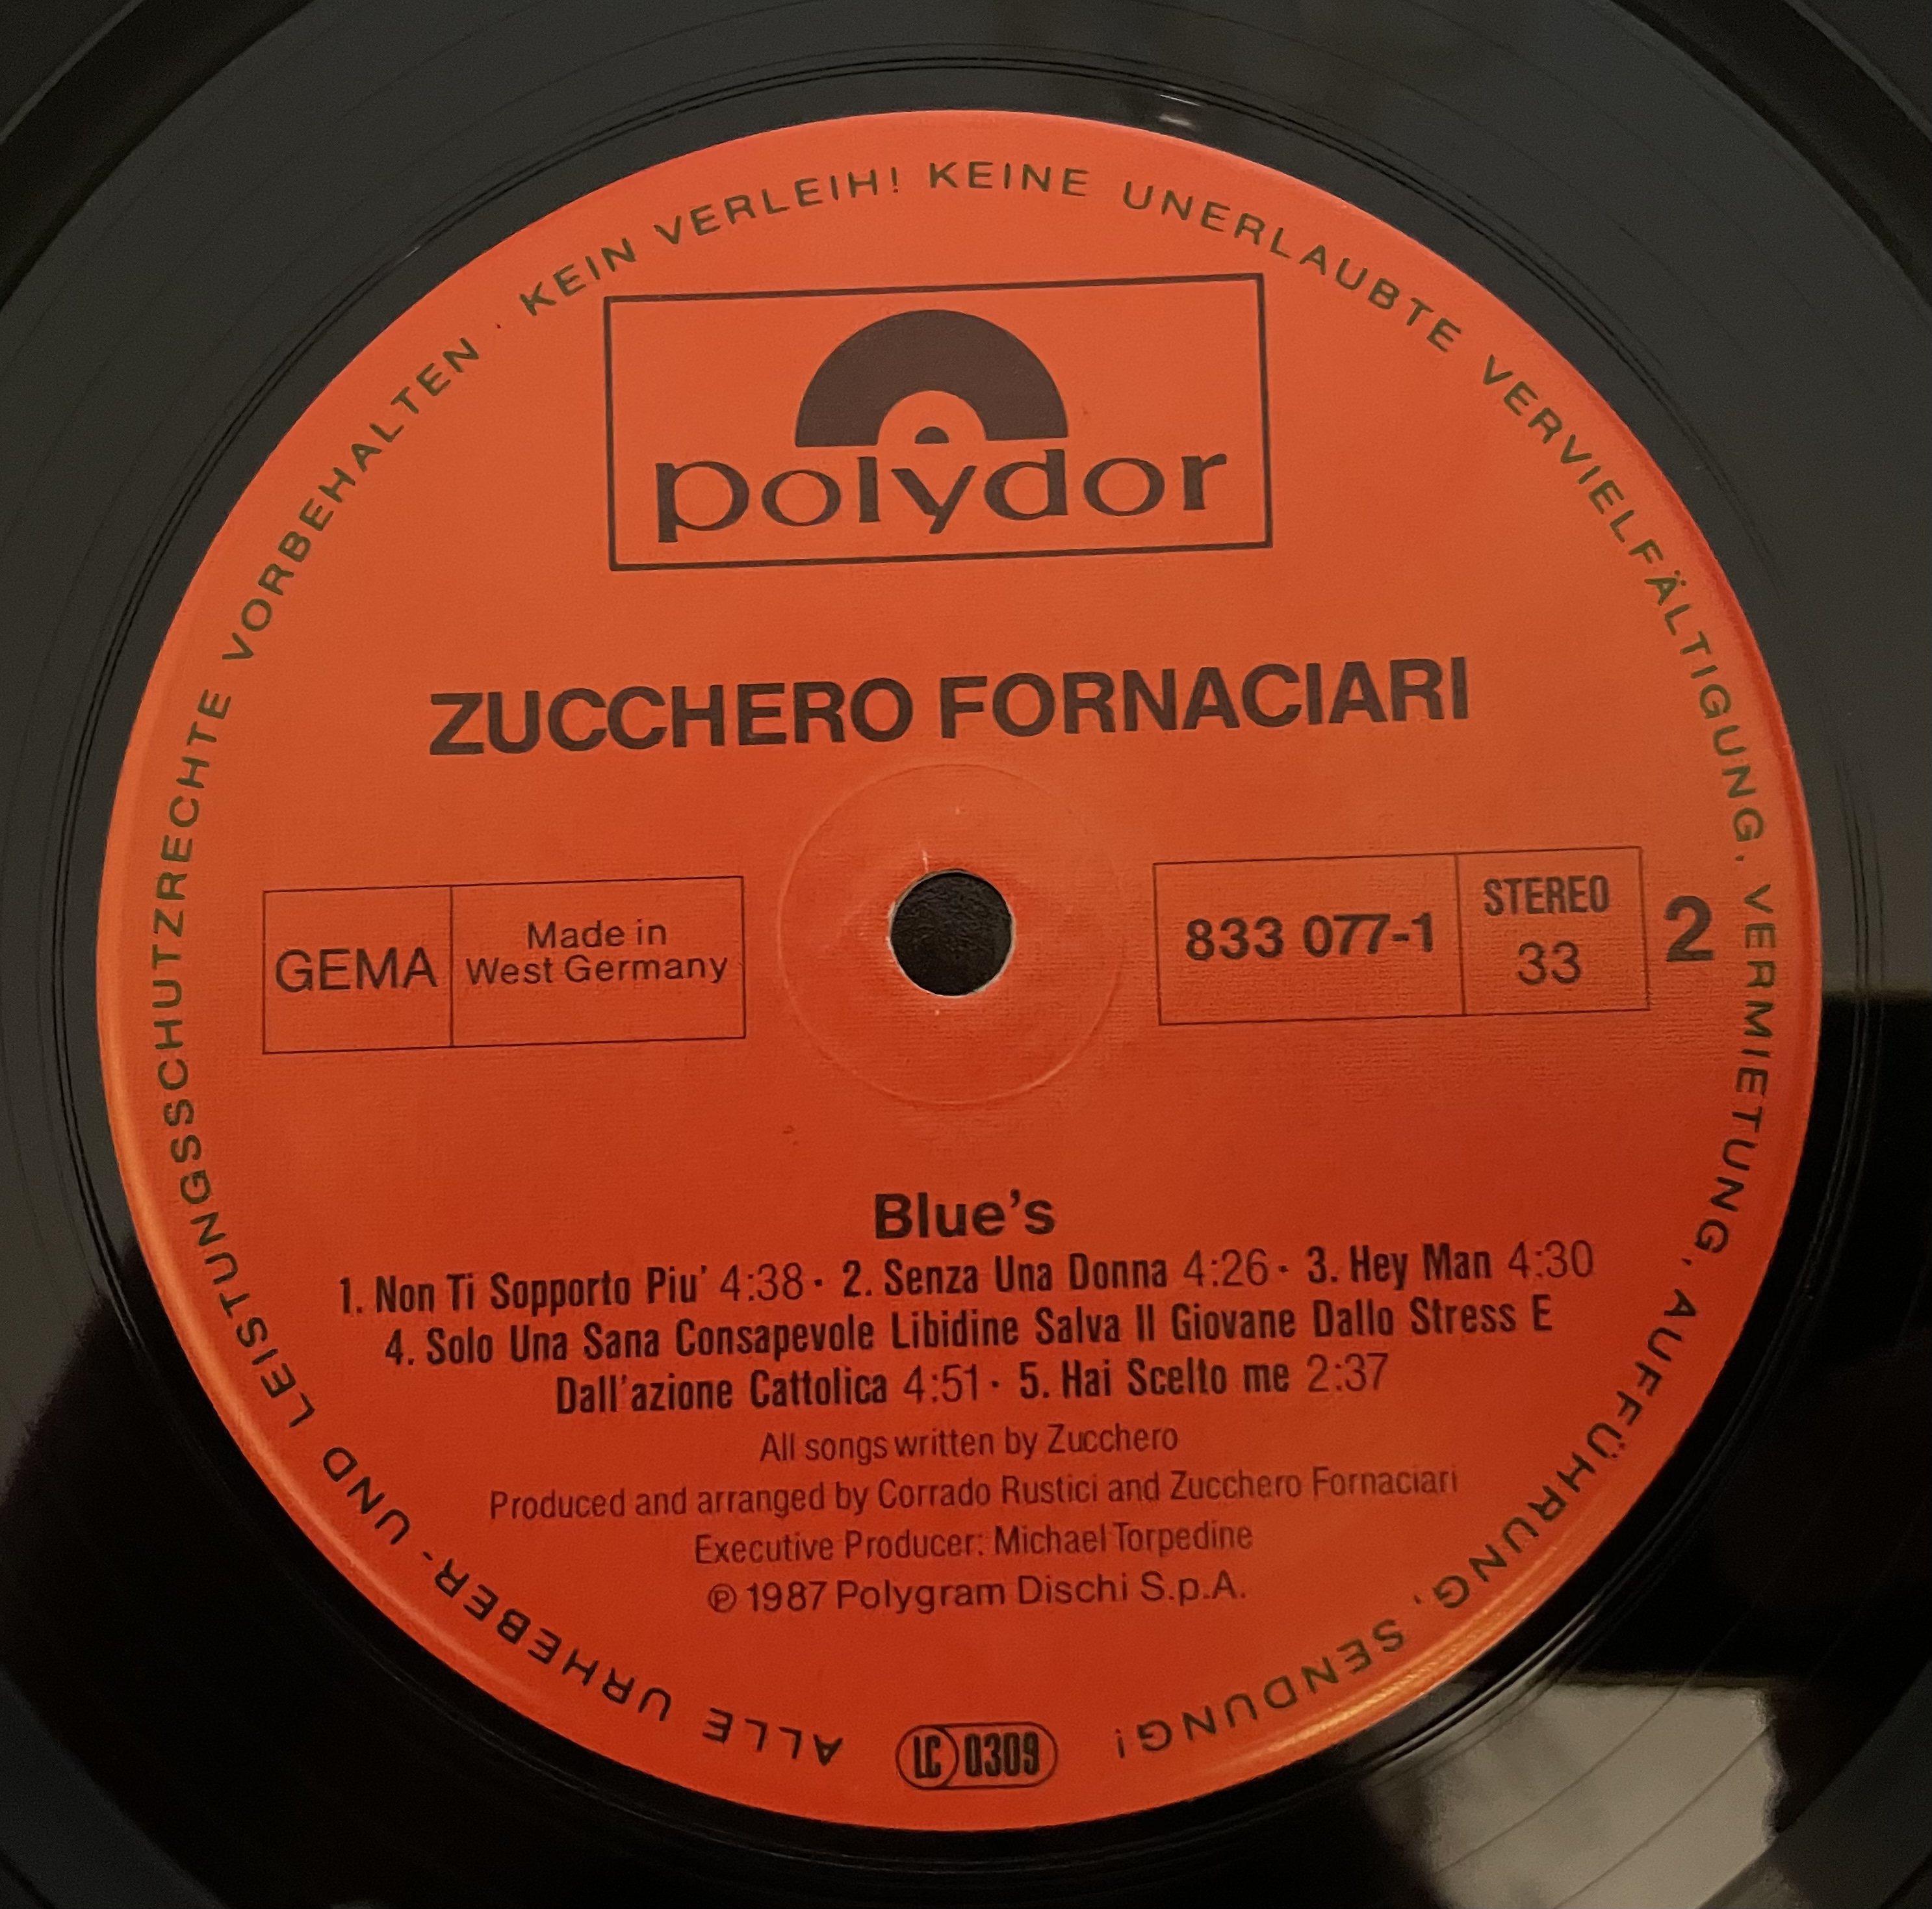 ALLE URHEBER- UND LEISTUNGSSCHUTZRECHTE VORBEHALTEN · KEIN VERLEIH! KEINE UNERLAUBTE VERVIELFÄLTIGUNG, VERMIETUNG, AUFFÜHRUNG, SENDUNG!
polydor
ZUCCHERO FORNACIARI
GEMA
Made in
West Germany
833 077-1
STEREO
33
2
Blue's
1. Non Ti Sopporto Piu' 4:38 · 2. Senza Una Donna 4:26 · 3. Hey Man 4:30
4. Solo Una Sana Consapevole Libidine Salva Il Giovane Dallo Stress E
Dall'azione Cattolica 4:51 · 5. Hai Scelto me 2:37
All songs written by Zucchero
Produced and arranged by Corrado Rustici and Zucchero Fornaciari
Executive Producer: Michael Torpedine
℗ 1987 Polygram Dischi S.p.A.
LC 0309